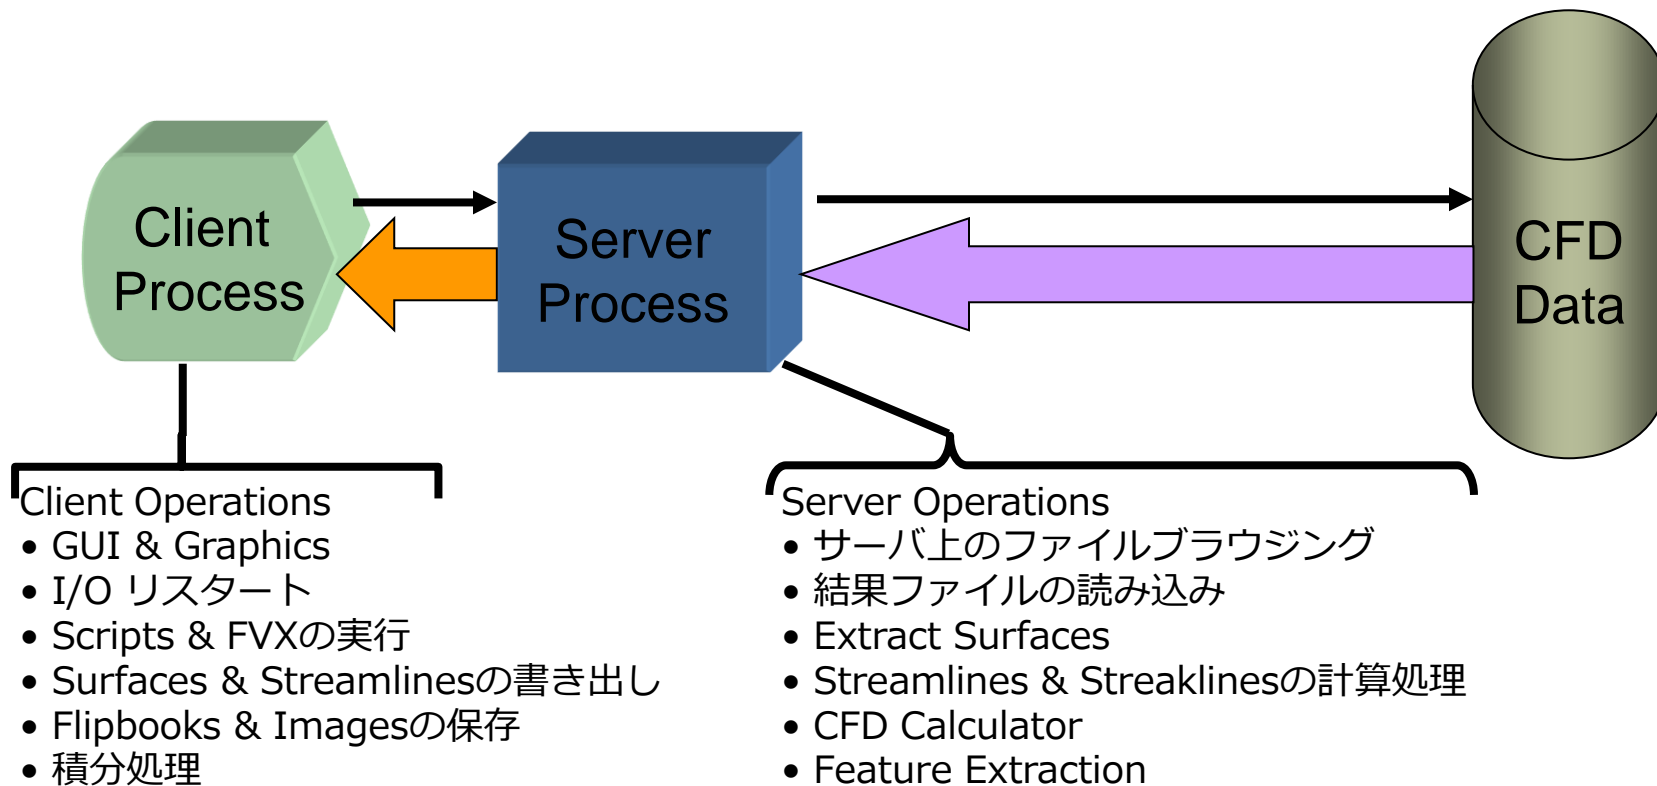 Client
Process
Server
Process
CFD
Data
Client Operations
• GUI & Graphics
• I/O リスタート
• Scripts & FVXの実行
• Surfaces & Streamlinesの書き出し
• Flipbooks & Imagesの保存
• 積分処理
Server Operations
• サーバ上のファイルブラウジング
• 結果ファイルの読み込み
• Extract Surfaces
• Streamlines & Streaklinesの計算処理
• CFD Calculator
• Feature Extraction